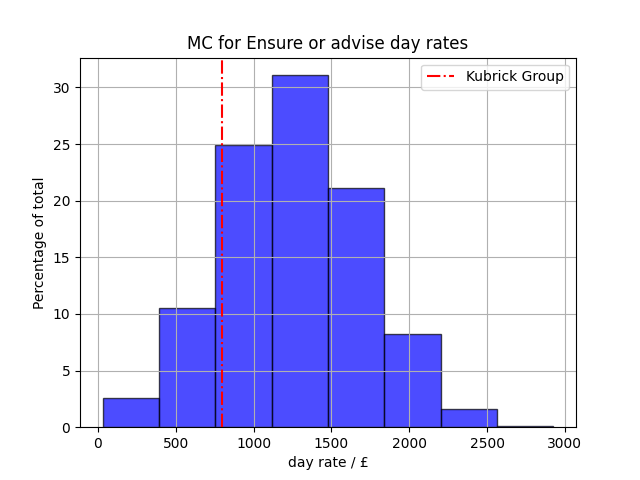 MC for Ensure or advise day rates
Kubrick Group
Percentage of total
30
25
20
15
10
5
0
0 500 1000 1500 2000 2500 3000
day rate / £